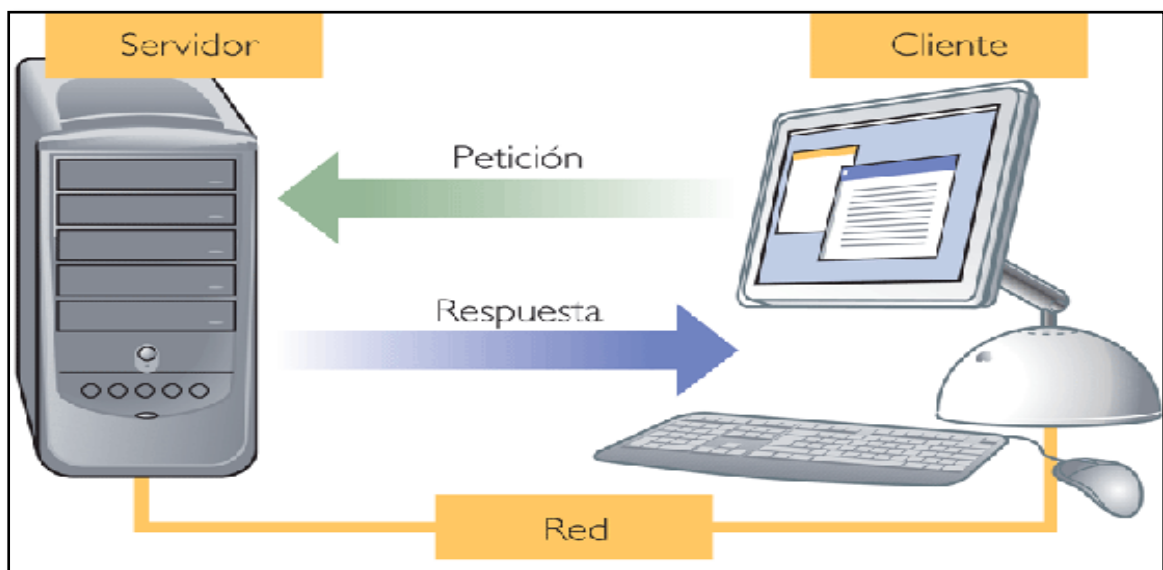 Servidor
Cliente
Petición
Respuesta
Red